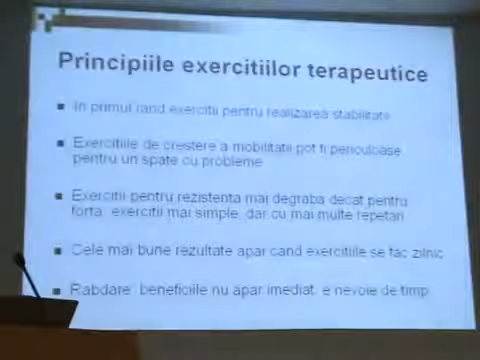 Principiile exercitiilor terapeutice
In primul rand exercitii pentru realizarea stabilitatii
Exercitiile de crestere a mobilitatii pot fi periculoase
pentru un spate cu probleme
Exercitii pentru rezistenta mai degraba decat pentru
forta: exercitii mai simple, dar cu mai multe repetari
Cele mai bune rezultate apar cand exercitiile se fac zilnic
Rabdare: beneficiile nu apar imediat, e nevoie de timp